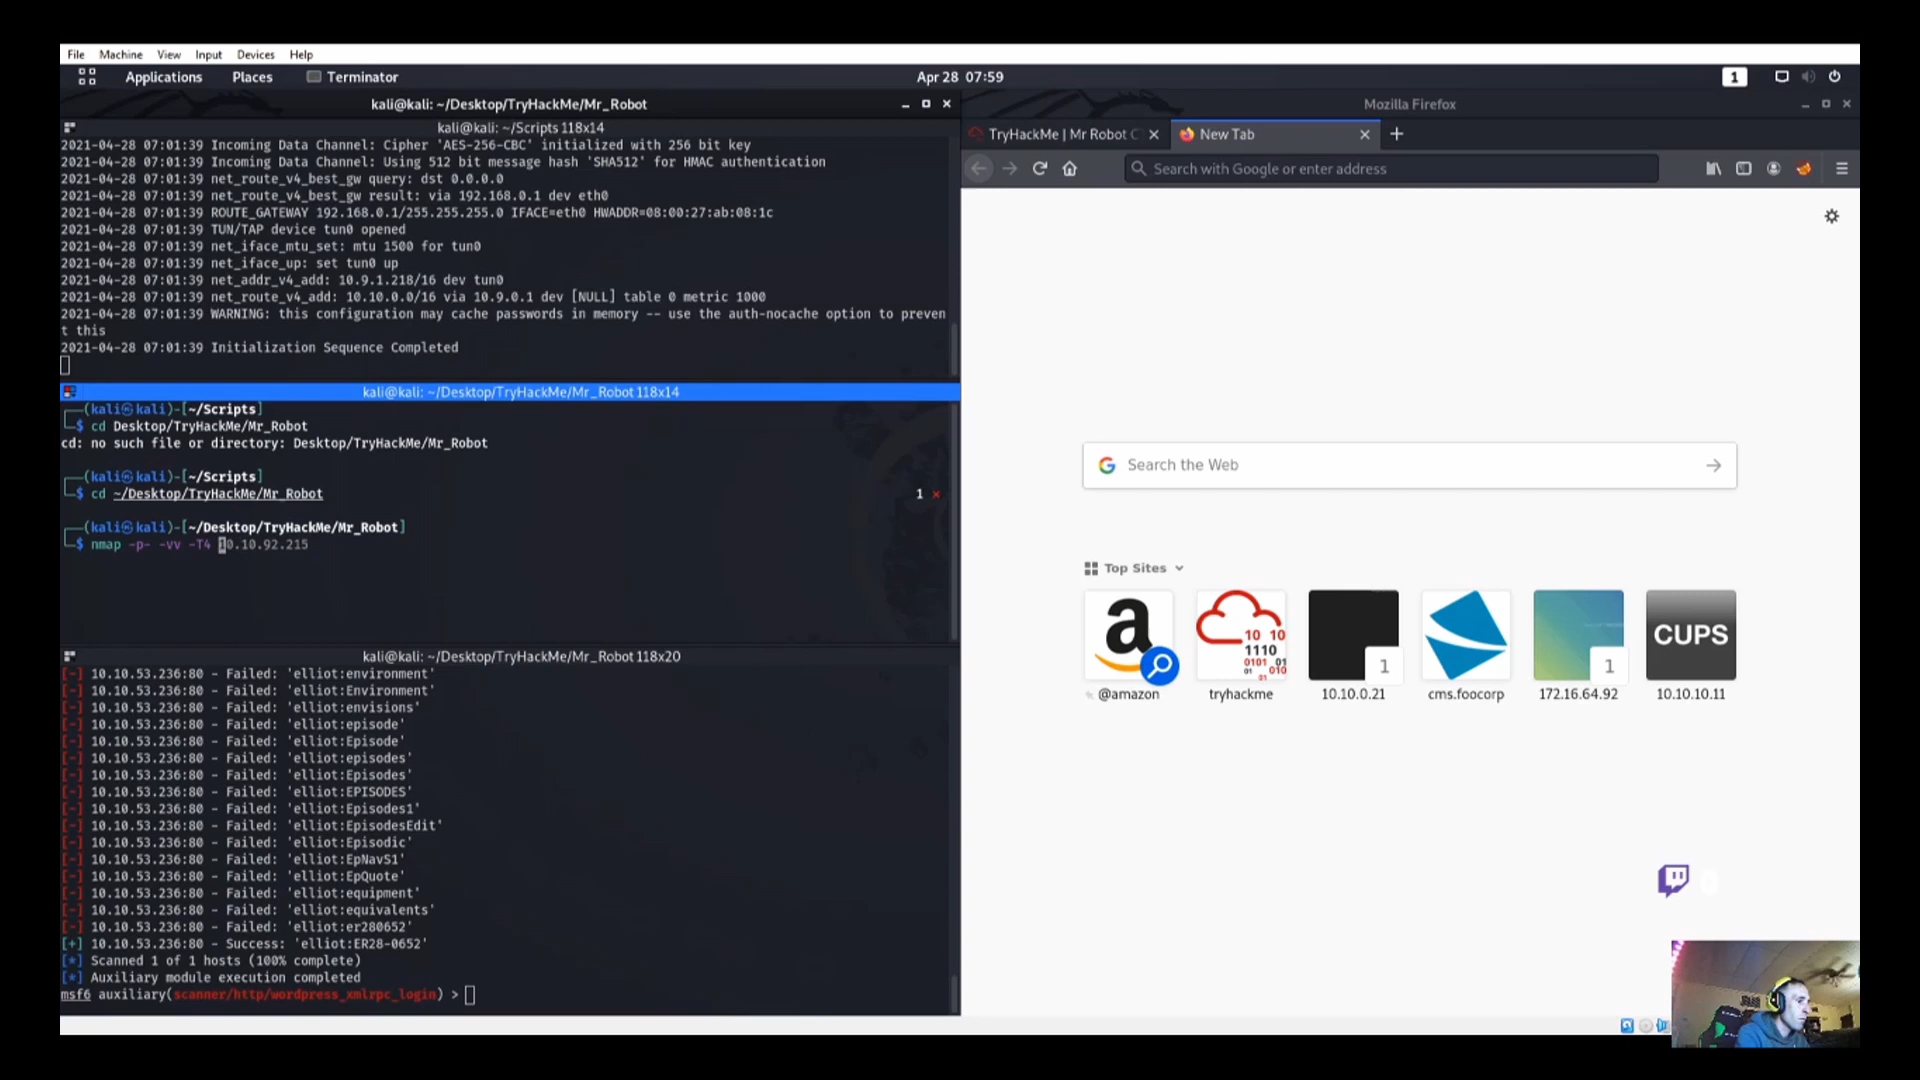 File Machine View Input Devices Help
Applications Places Terminator Apr 28 07:59 1
kali@kali: ~/Desktop/TryHackMe/Mr_Robot
kali@kali: ~/Scripts 118x14
2021-04-28 07:01:39 Incoming Data Channel: Cipher 'AES-256-CBC' initialized with 256 bit key
2021-04-28 07:01:39 Incoming Data Channel: Using 512 bit message hash 'SHA512' for HMAC authentication
2021-04-28 07:01:39 net_route_v4_best_gw query: dst 0.0.0.0
2021-04-28 07:01:39 net_route_v4_best_gw result: via 192.168.0.1 dev eth0
2021-04-28 07:01:39 ROUTE_GATEWAY 192.168.0.1/255.255.255.0 IFACE=eth0 HWADDR=08:00:27:ab:08:1c
2021-04-28 07:01:39 TUN/TAP device tun0 opened
2021-04-28 07:01:39 net_iface_mtu_set: mtu 1500 for tun0
2021-04-28 07:01:39 net_iface_up: set tun0 up
2021-04-28 07:01:39 net_addr_v4_add: 10.9.1.218/16 dev tun0
2021-04-28 07:01:39 net_route_v4_add: 10.10.0.0/16 via 10.9.0.1 dev [NULL] table 0 metric 1000
2021-04-28 07:01:39 WARNING: this configuration may cache passwords in memory -- use the auth-nocache option to preven
t this
2021-04-28 07:01:39 Initialization Sequence Completed
kali@kali: ~/Desktop/TryHackMe/Mr_Robot 118x14
(kali㉿kali)-[~/Scripts]
$ cd Desktop/TryHackMe/Mr_Robot
cd: no such file or directory: Desktop/TryHackMe/Mr_Robot
(kali㉿kali)-[~/Scripts]
$ cd ~/Desktop/TryHackMe/Mr_Robot 1 ×
(kali㉿kali)-[~/Desktop/TryHackMe/Mr_Robot]
$ nmap -p- -vv -T4 10.10.92.215
kali@kali: ~/Desktop/TryHackMe/Mr_Robot 118x20
[-] 10.10.53.236:80 - Failed: 'elliot:environment'
[-] 10.10.53.236:80 - Failed: 'elliot:Environment'
[-] 10.10.53.236:80 - Failed: 'elliot:envisions'
[-] 10.10.53.236:80 - Failed: 'elliot:episode'
[-] 10.10.53.236:80 - Failed: 'elliot:Episode'
[-] 10.10.53.236:80 - Failed: 'elliot:episodes'
[-] 10.10.53.236:80 - Failed: 'elliot:Episodes'
[-] 10.10.53.236:80 - Failed: 'elliot:EPISODES'
[-] 10.10.53.236:80 - Failed: 'elliot:Episodes1'
[-] 10.10.53.236:80 - Failed: 'elliot:EpisodesEdit'
[-] 10.10.53.236:80 - Failed: 'elliot:Episodic'
[-] 10.10.53.236:80 - Failed: 'elliot:EpNavS1'
[-] 10.10.53.236:80 - Failed: 'elliot:EpQuote'
[-] 10.10.53.236:80 - Failed: 'elliot:equipment'
[-] 10.10.53.236:80 - Failed: 'elliot:equivalents'
[-] 10.10.53.236:80 - Failed: 'elliot:er280652'
[+] 10.10.53.236:80 - Success: 'elliot:ER28-0652'
[*] Scanned 1 of 1 hosts (100% complete)
[*] Auxiliary module execution completed
msf6 auxiliary(scanner/http/wordpress_xmlrpc_login) >
Mozilla Firefox
TryHackMe | Mr Robot C New Tab
Search with Google or enter address
Search the Web
Top Sites
a 10 10 1110 0101 01 01 010 1 1 CUPS
@amazon tryhackme 10.10.0.21 cms.foocorp 172.16.64.92 10.10.10.11
0